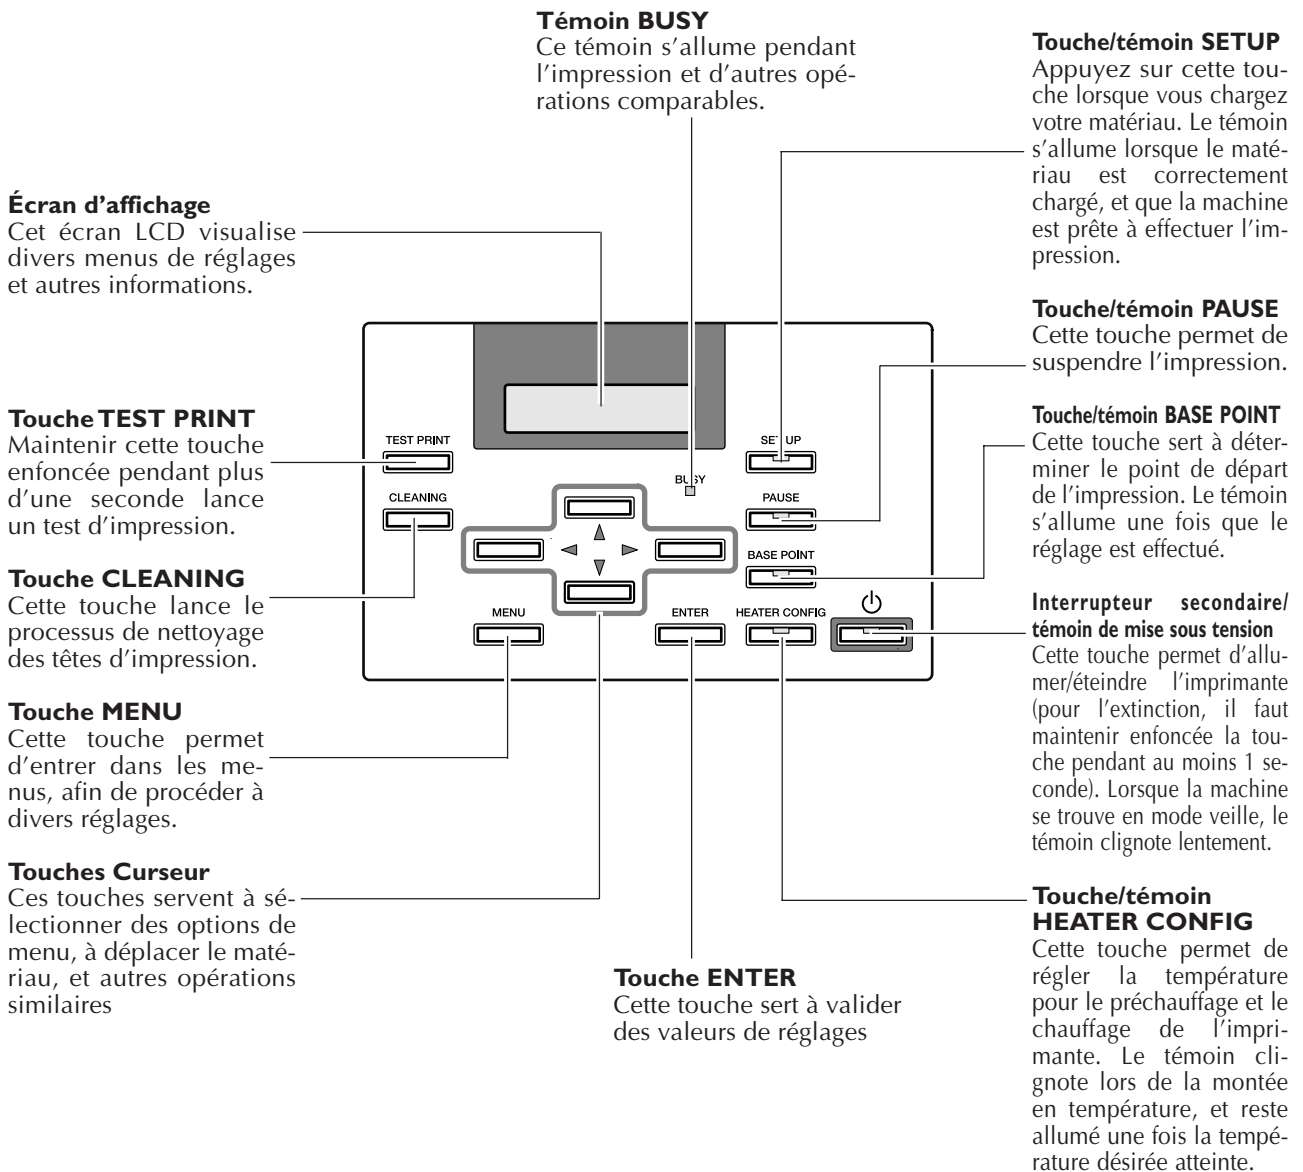 Témoin BUSY
Ce témoin s’allume pendant
l’impression et d’autres opé-
rations comparables.
Touche/témoin SETUP
Appuyez sur cette tou-
che lorsque vous chargez
votre matériau. Le témoin
s’allume lorsque le maté-
riau est correctement
chargé, et que la machine
est prête à effectuer l’im-
pression.
Écran d’affichage
Cet écran LCD visualise
divers menus de réglages
et autres informations.
Touche/témoin PAUSE
Cette touche permet de
suspendre l’impression.
Touche TEST PRINT
Maintenir cette touche
enfoncée pendant plus
d’une seconde lance
un test d’impression.
Touche/témoin BASE POINT
Cette touche sert à déter-
miner le point de départ
de l’impression. Le témoin
s’allume une fois que le
réglage est effectué.
TEST PRINT
SETUP
BUSY
CLEANING
PAUSE
BASE POINT
MENU
ENTER
HEATER CONFIG
Touche CLEANING
Cette touche lance le
processus de nettoyage
des têtes d’impression.
Interrupteur secondaire/
témoin de mise sous tension
Cette touche permet d’allu-
mer/éteindre l’imprimante
(pour l’extinction, il faut
maintenir enfoncée la tou-
che pendant au moins 1 se-
conde). Lorsque la machine
se trouve en mode veille, le
témoin clignote lentement.
Touche MENU
Cette touche permet
d’entrer dans les me-
nus, afin de procéder à
divers réglages.
Touches Curseur
Ces touches servent à sé-
lectionner des options de
menu, à déplacer le maté-
riau, et autres opérations
similaires
Touche ENTER
Cette touche sert à valider
des valeurs de réglages
Touche/témoin
HEATER CONFIG
Cette touche permet de
régler la température
pour le préchauffage et le
chauffage de l’impri-
mante. Le témoin cli-
gnote lors de la montée
en température, et reste
allumé une fois la tempé-
rature désirée atteinte.